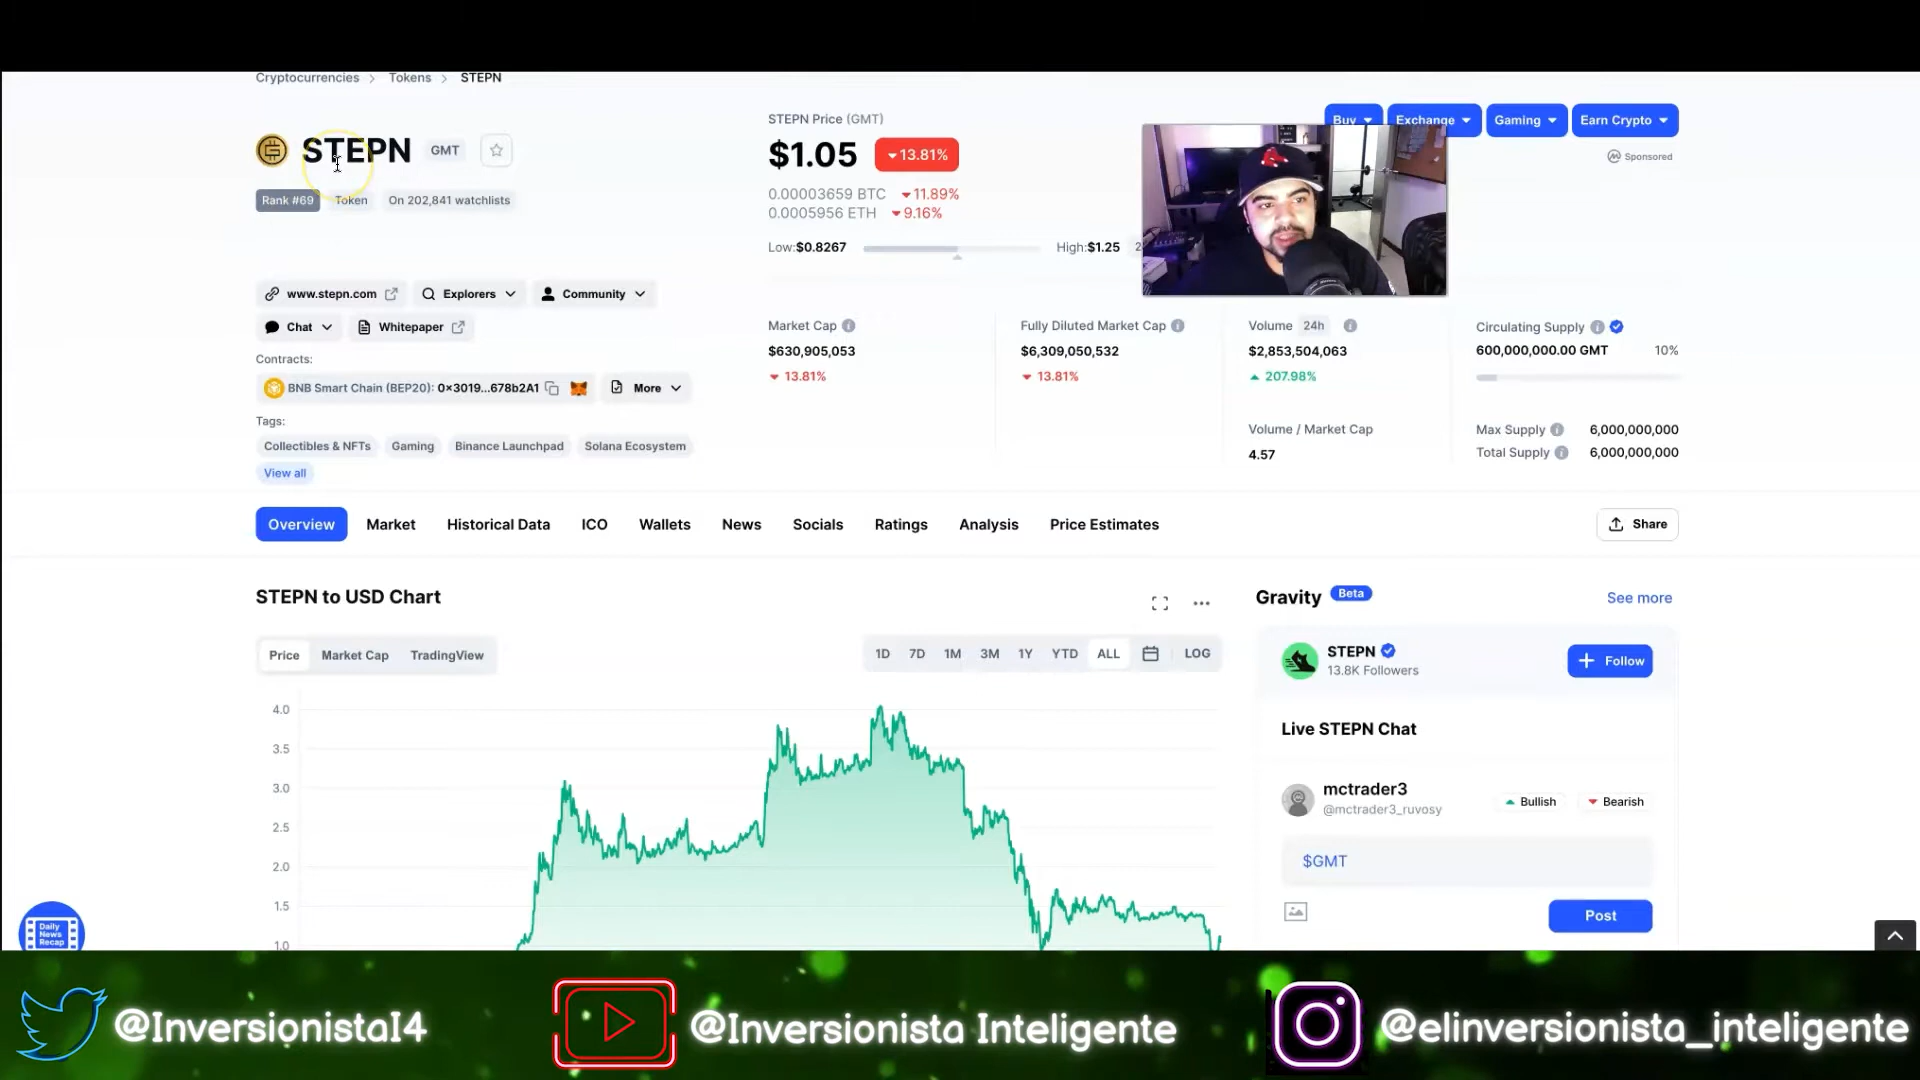 Cryptocurrencies > Tokens > STEPN
STEPN GMT
Rank #69 Token On 202,841 watchlists
www.stepn.com Explorers Community
Chat Whitepaper
Contracts:
BNB Smart Chain (BEP20): 0x3019...678b2A1 More
Tags:
Collectibles & NFTs Gaming Binance Launchpad Solana Ecosystem
View all
STEPN Price (GMT)
$1.05 13.81%
0.00003659 BTC 11.89%
0.0005956 ETH 9.16%
Low:$0.8267 High:$1.25 2
Buy Exchange Gaming Earn Crypto
Sponsored
Market Cap
$630,905,053
13.81%
Fully Diluted Market Cap
$6,309,050,532
13.81%
Volume 24h
$2,853,504,063
207.98%
Volume / Market Cap
4.57
Circulating Supply
600,000,000.00 GMT 10%
Max Supply 6,000,000,000
Total Supply 6,000,000,000
Overview Market Historical Data ICO Wallets News Socials Ratings Analysis Price Estimates Share
STEPN to USD Chart
Price Market Cap TradingView 1D 7D 1M 3M 1Y YTD ALL LOG
4.0
3.5
3.0
2.5
2.0
1.5
1.0
Gravity Beta See more
STEPN
13.8K Followers
+ Follow
Live STEPN Chat
mctrader3
@mctrader3_ruvosy
Bullish Bearish
$GMT
Post
Daily
News
Recap
@InversionistaI4 @Inversionista Inteligente @elinversionista_inteligente